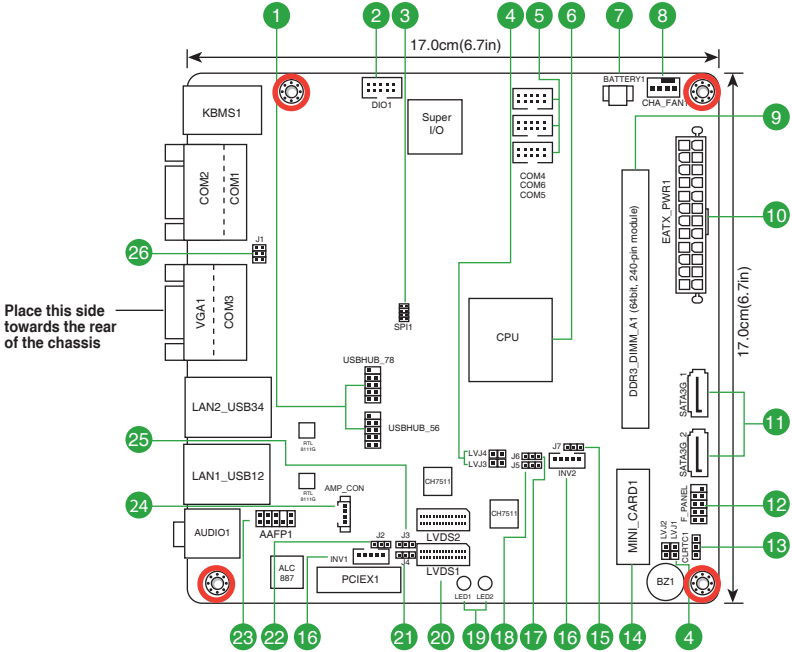 1
2
3
4
5
6
7
8
17.0cm(6.7in)
BATTERY1
CHA_FAN1
DIO1
KBMS1
Super
I/O
9
COM4
COM6
COM5
COM2
COM1
EATX_PWR1
10
J1
26
DDR3_DIMM_A1 (64bit, 240-pin module)
17.0cm(6.7in)
Place this side
towards the rear
of the chassis
VGA1
COM3
SPI1
CPU
USBHUB_78
SATA3G_1
LAN2_USB34
USBHUB_56
11
25
RTL
8111G
J7
LVJ4
LVJ3
J6
J5
INV2
SATA3G_2
LAN1_USB12
RTL
8111G
AMP_CON
CH7511
CH7511
MINI_CARD1
F_PANEL
12
24
AUDIO1
AAFP1
J2
J3
J4
LVDS2
LVDS1
LVJ2
LVJ1
CLRTC1
13
INV1
ALC
887
PCIEX1
LED1
LED2
BZ1
23
22
16
21
20
19
18
17
16
15
14
4